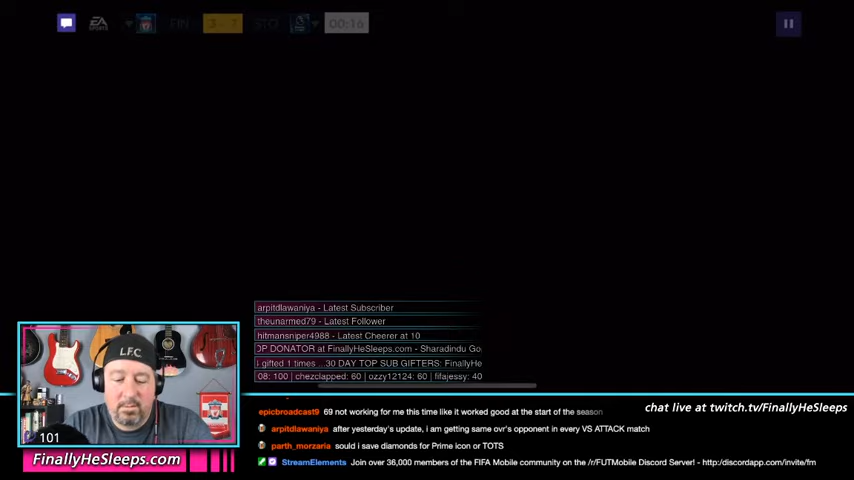 EA SPORTS FIN 3 - 7 STO 00:16
arpitdlawaniya - Latest Subscriber
theunarmed79 - Latest Follower
hitmansniper4988 - Latest Cheerer at 10
OP DONATOR at FinallyHeSleeps.com - Sharadindu Go
gifted 1 times ...30 DAY TOP SUB GIFTERS: FinallyHe
08: 100 | chezclapped: 60 | ozzy12124: 60 | fifajessy: 40
L.F.C.
101
FinallyHeSleeps.com
chat live at twitch.tv/FinallyHeSleeps
epicbroadcast9 69 not working for me this time like it worked good at the start of the season
arpitdlawaniya after yesterday's update, i am getting same ovr's opponent in every VS ATTACK match
parth_morzaria sould i save diamonds for Prime icon or TOTS
StreamElements Join over 36,000 members of the FIFA Mobile community on the /r/FUTMobile Discord Server! - http://discordapp.com/invite/fm